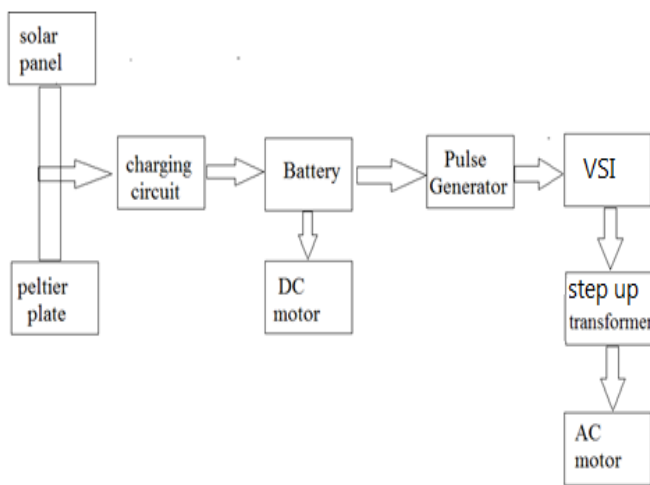 solar
panel
charging
circuit
Battery
Pulse
Generator
VSI
peltier
plate
DC
motor
step up
transformer
AC
motor